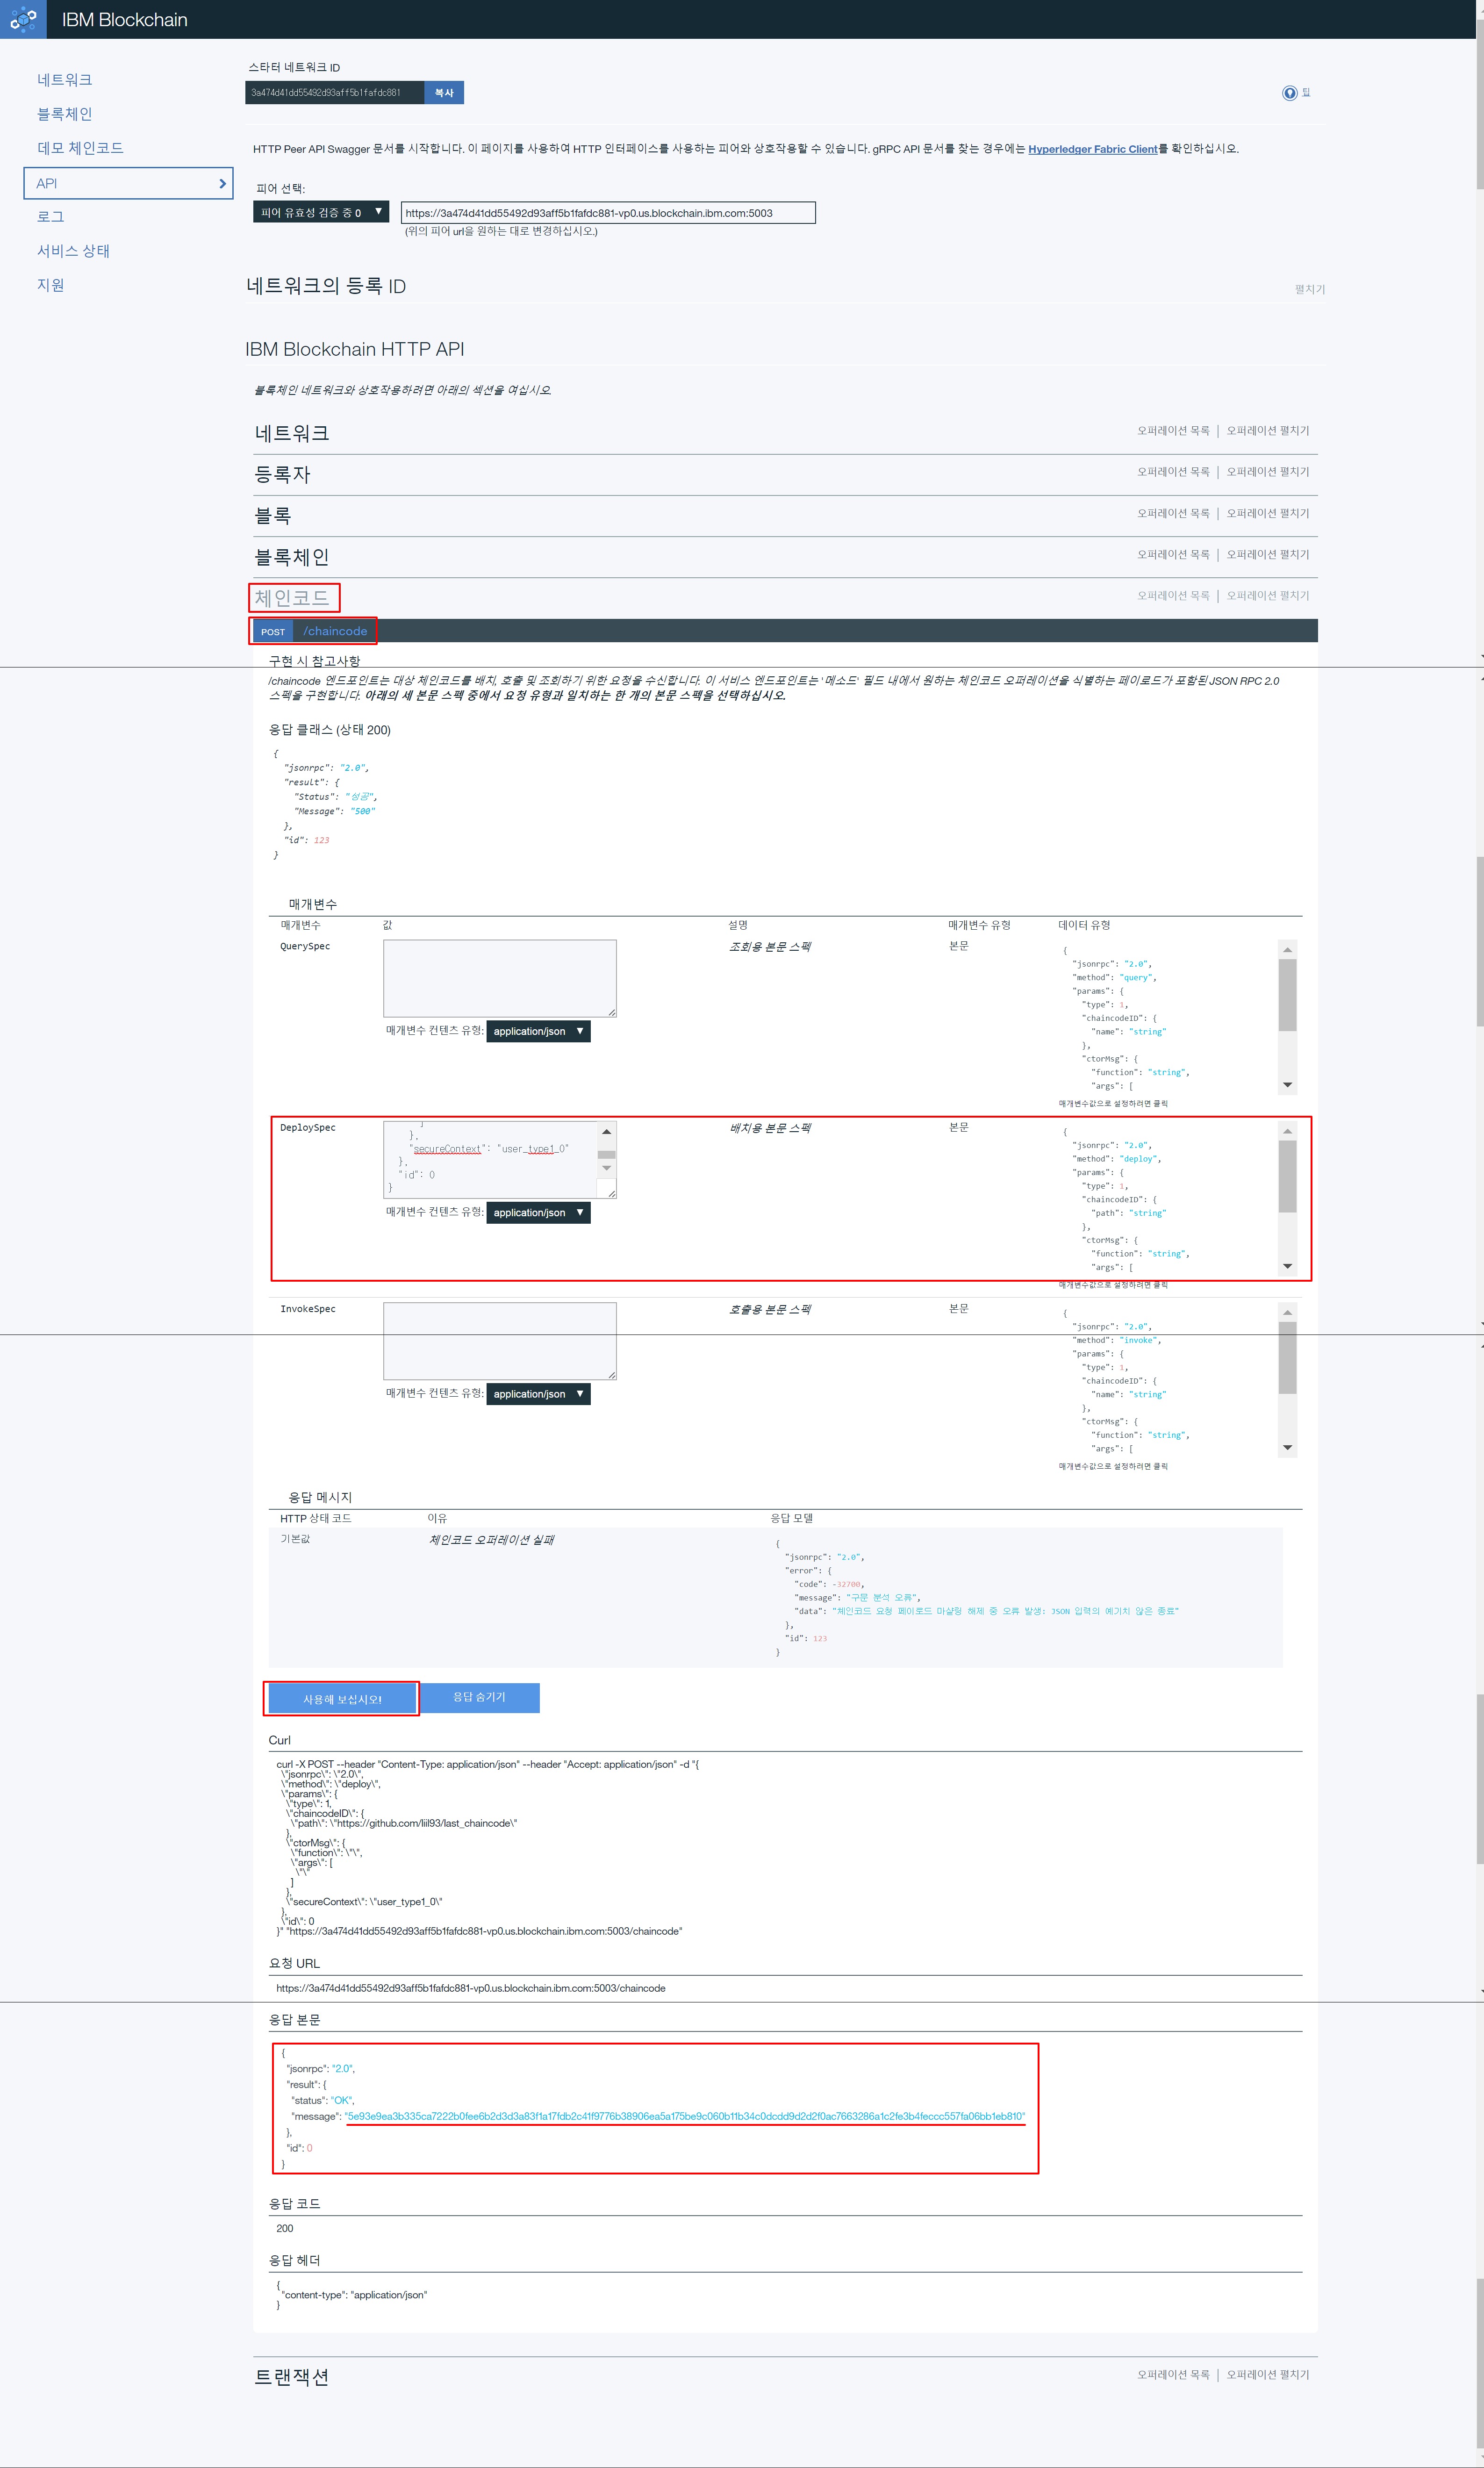 IBM Blockchain
네트워크
블록체인
데모 체인코드
API
로그
서비스 상태
지원
스타터 네트워크 ID
3a474d41dd55492d93aff5b1fafdc881 복사
팁
HTTP Peer API Swagger 문서를 시작합니다. 이 페이지를 사용하여 HTTP 인터페이스를 사용하는 피어와 상호작용할 수 있습니다. gRPC API 문서를 찾는 경우에는 Hyperledger Fabric Client를 확인하십시오.
피어 선택:
피어 유효성 검증 중 0 ▼ https://3a474d41dd55492d93aff5b1fafdc881-vp0.us.blockchain.ibm.com:5003
(위의 피어 url을 원하는 대로 변경하십시오.)
네트워크의 등록 ID 펼치기
IBM Blockchain HTTP API
블록체인 네트워크와 상호작용하려면 아래의 섹션을 여십시오.
네트워크 오퍼레이션 목록 | 오퍼레이션 펼치기
등록자 오퍼레이션 목록 | 오퍼레이션 펼치기
블록 오퍼레이션 목록 | 오퍼레이션 펼치기
블록체인 오퍼레이션 목록 | 오퍼레이션 펼치기
체인코드 오퍼레이션 목록 | 오퍼레이션 펼치기
POST /chaincode
구현 시 참고사항
/chaincode 엔드포인트는 대상 체인코드를 배치, 호출 및 조회하기 위한 요청을 수신합니다. 이 서비스 엔드포인트는 '메소드' 필드 내에서 원하는 체인코드 오퍼레이션을 식별하는 페이로드가 포함된 JSON RPC 2.0
스펙을 구현합니다. 아래의 세 본문 스펙 중에서 요청 유형과 일치하는 한 개의 본문 스펙을 선택하십시오.
응답 클래스 (상태 200)
{
"jsonrpc": "2.0",
"result": {
"Status": "성공",
"Message": "500"
},
"id": 123
}
매개변수
매개변수 값 설명 매개변수 유형 데이터 유형
QuerySpec 조회용 본문 스펙 본문
{
"jsonrpc": "2.0",
"method": "query",
"params": {
"type": 1,
"chaincodeID": {
"name": "string"
},
"ctorMsg": {
"function": "string",
"args": [
매개변수 컨텐츠 유형: application/json ▼
매개변수값으로 설정하려면 클릭
DeploySpec
]
},
"secureContext": "user_type1_0"
},
"id": 0
}
매개변수 컨텐츠 유형: application/json ▼
배치용 본문 스펙 본문
{
"jsonrpc": "2.0",
"method": "deploy",
"params": {
"type": 1,
"chaincodeID": {
"path": "string"
},
"ctorMsg": {
"function": "string",
"args": [
매개변수값으로 설정하려면 클릭
InvokeSpec 호출용 본문 스펙 본문
{
"jsonrpc": "2.0",
"method": "invoke",
"params": {
"type": 1,
"chaincodeID": {
"name": "string"
},
"ctorMsg": {
"function": "string",
"args": [
매개변수 컨텐츠 유형: application/json ▼
매개변수값으로 설정하려면 클릭
응답 메시지
HTTP 상태 코드 이유 응답 모델
기본값 체인코드 오퍼레이션 실패
{
"jsonrpc": "2.0",
"error": {
"code": -32700,
"message": "구문 분석 오류",
"data": "체인코드 요청 페이로드 마샬링 해제 중 오류 발생: JSON 입력의 예기치 않은 종료"
},
"id": 123
}
사용해 보십시오! 응답 숨기기
Curl
curl -X POST --header "Content-Type: application/json" --header "Accept: application/json" -d "{
\"jsonrpc\": \"2.0\",
\"method\": \"deploy\",
\"params\": {
\"type\": 1,
\"chaincodeID\": {
\"path\": \"https://github.com/liil93/last_chaincode\"
},
\"ctorMsg\": {
\"function\": \"\",
\"args\": [
\"\"
]
},
\"secureContext\": \"user_type1_0\"
},
\"id\": 0
}" "https://3a474d41dd55492d93aff5b1fafdc881-vp0.us.blockchain.ibm.com:5003/chaincode"
요청 URL
https://3a474d41dd55492d93aff5b1fafdc881-vp0.us.blockchain.ibm.com:5003/chaincode
응답 본문
{
"jsonrpc": "2.0",
"result": {
"status": "OK",
"message": "5e93e9ea3b335ca7222b0fee6b2d3d3a83f1a17fdb2c41f9776b38906ea5a175be9c060b11b34c0dcdd9d2d2f0ac7663286a1c2fe3b4feccc557fa06bb1eb810"
},
"id": 0
}
응답 코드
200
응답 헤더
{
"content-type": "application/json"
}
트랜잭션 오퍼레이션 목록 | 오퍼레이션 펼치기